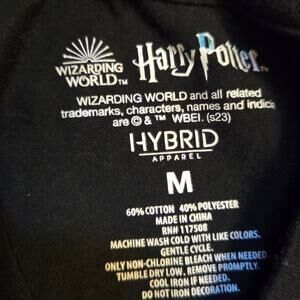 WIZARDING
WORLD™
Harry Potter™
WIZARDING WORLD and all related
trademarks, characters, names and indicia
are © & ™ WBEI. (s23)
HYBRID
APPAREL
M
60% COTTON 40% POLYESTER
MADE IN CHINA
RN# 117508
MACHINE WASH COLD WITH LIKE COLORS.
GENTLE CYCLE.
ONLY NON-CHLORINE BLEACH WHEN NEEDED.
TUMBLE DRY LOW. REMOVE PROMPTLY.
COOL IRON IF NEEDED.
DO NOT IRON DECORATION.